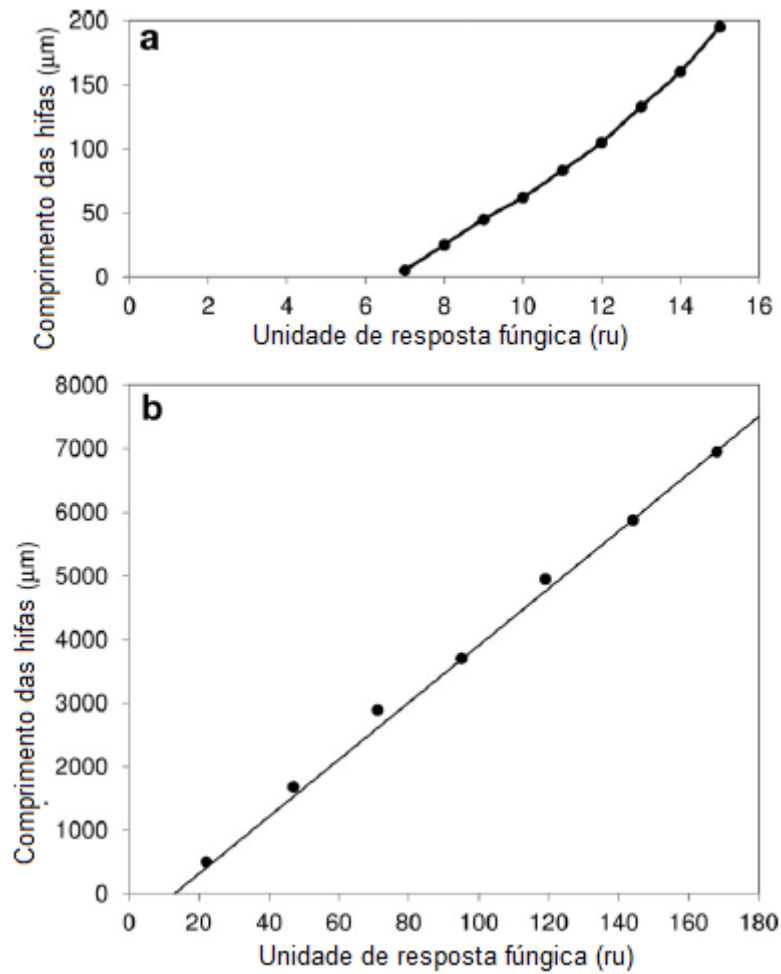 a
Comprimento das hifas (μm)
200
150
100
50
0
0 2 4 6 8 10 12 14 16
Unidade de resposta fúngica (ru)
b
Comprimento das hifas (μm)
8000
7000
6000
5000
4000
3000
2000
1000
0
0 20 40 60 80 100 120 140 160 180
Unidade de resposta fúngica (ru)